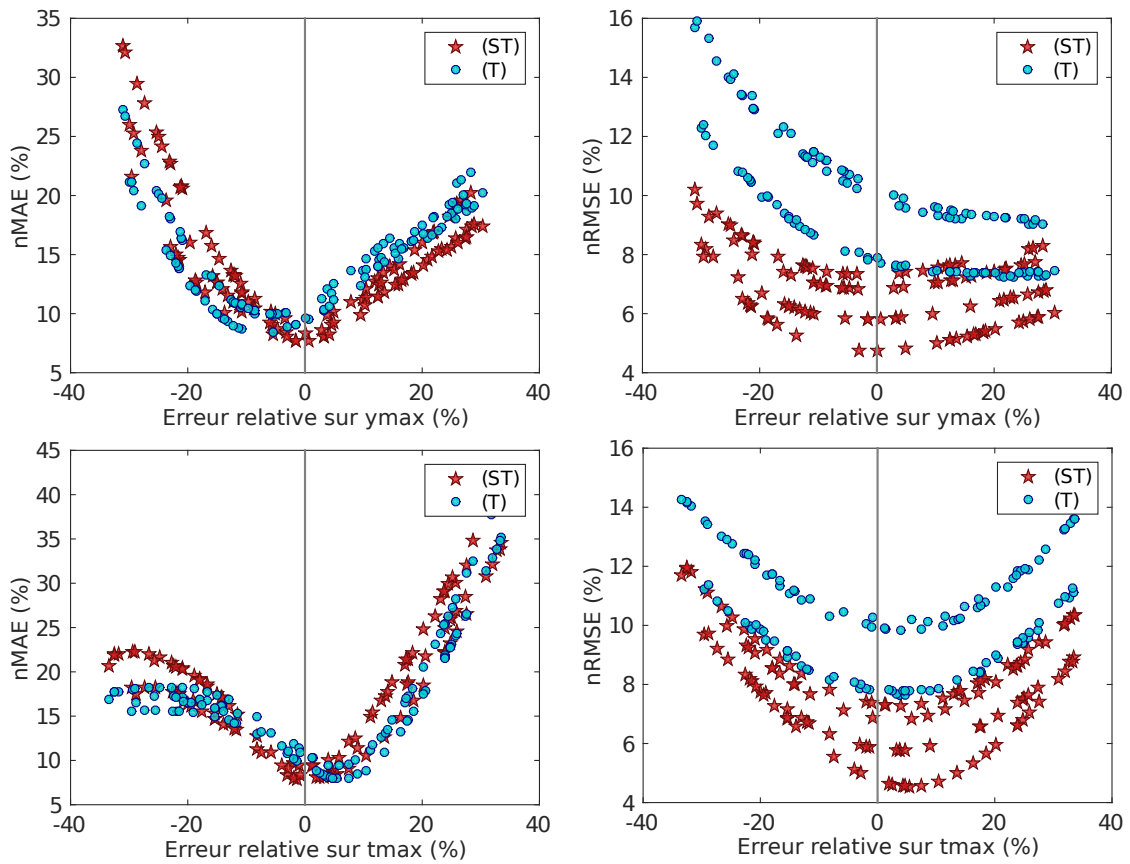 35
30
25
20
15
10
5
nMAE (%)
(ST)
(T)
-40 -20 0 20 40
Erreur relative sur ymax (%)
16
14
12
10
8
6
4
nRMSE (%)
(ST)
(T)
-40 -20 0 20 40
Erreur relative sur ymax (%)
45
40
35
30
25
20
15
10
5
nMAE (%)
(ST)
(T)
-40 -20 0 20 40
Erreur relative sur tmax (%)
16
14
12
10
8
6
4
nRMSE (%)
(ST)
(T)
-40 -20 0 20 40
Erreur relative sur tmax (%)